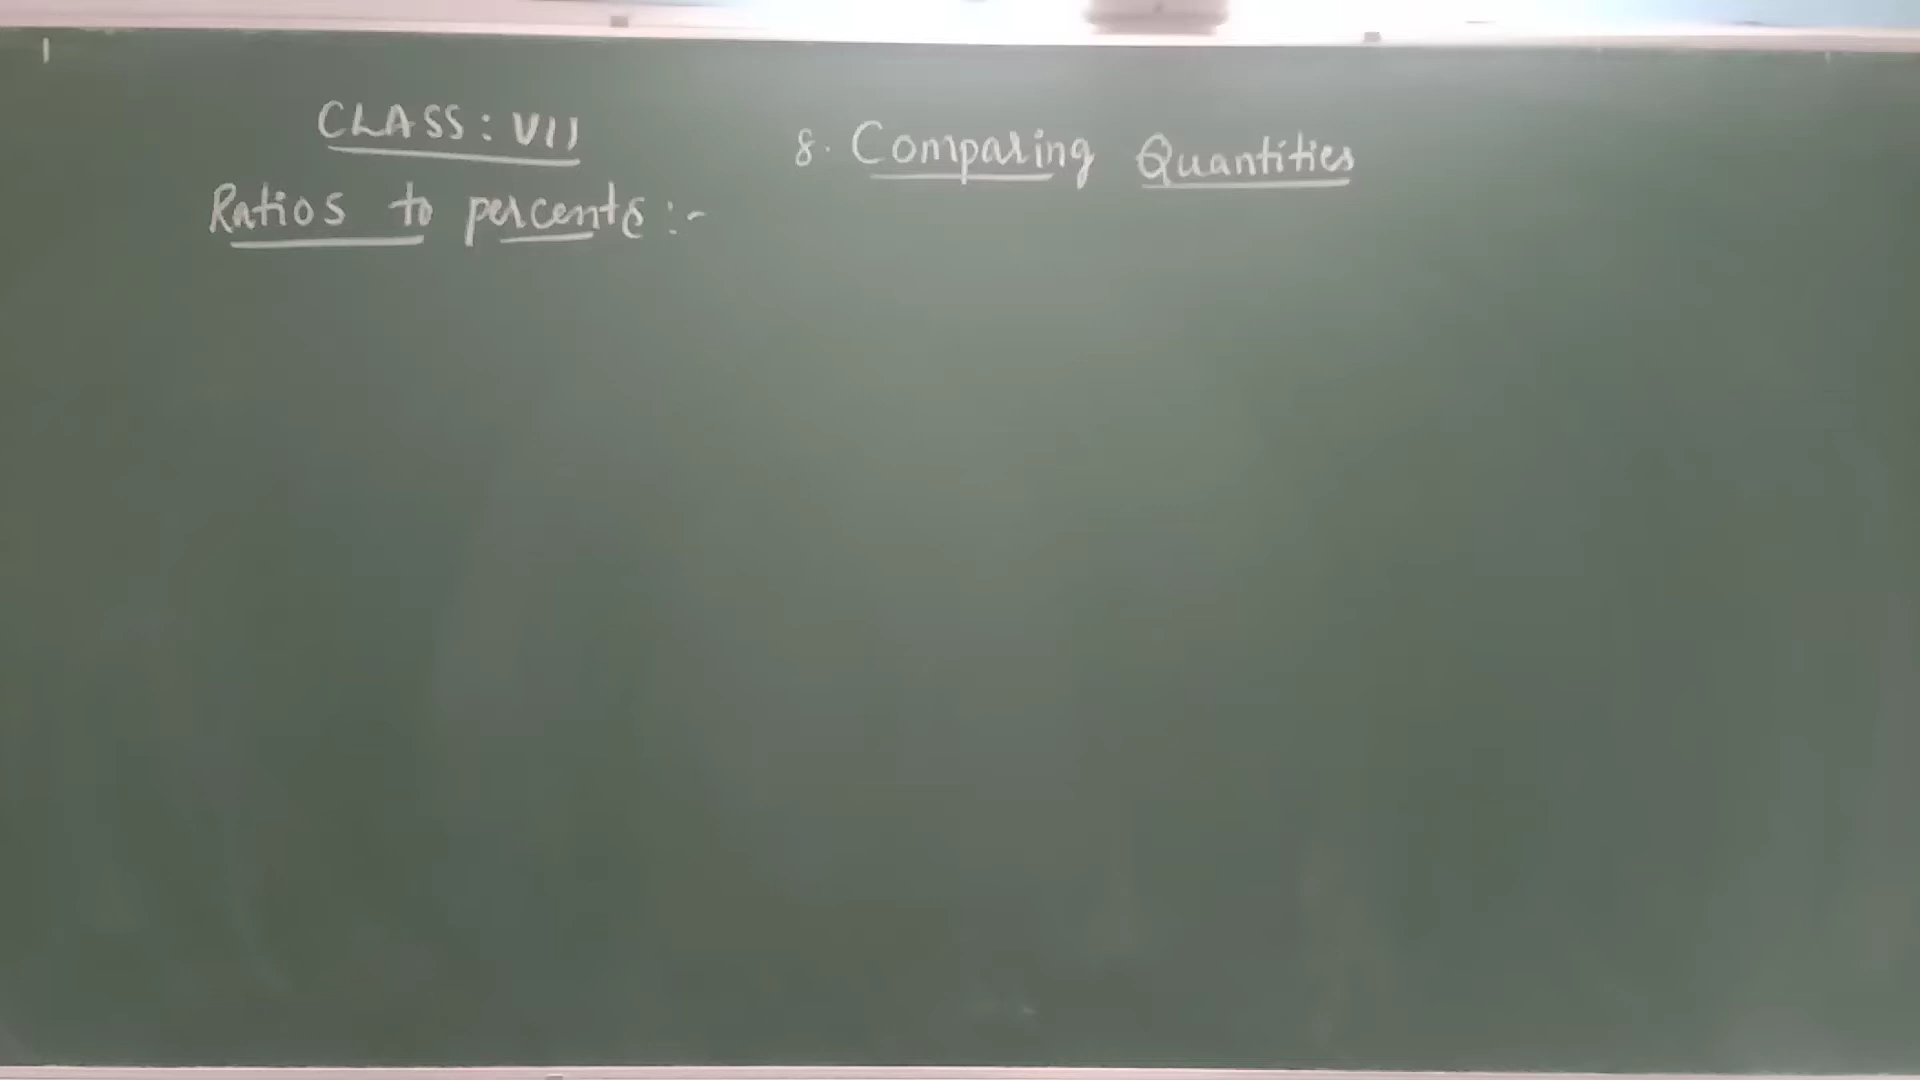 CLASS: VII
8. Comparing Quantities
Ratios to percents:-